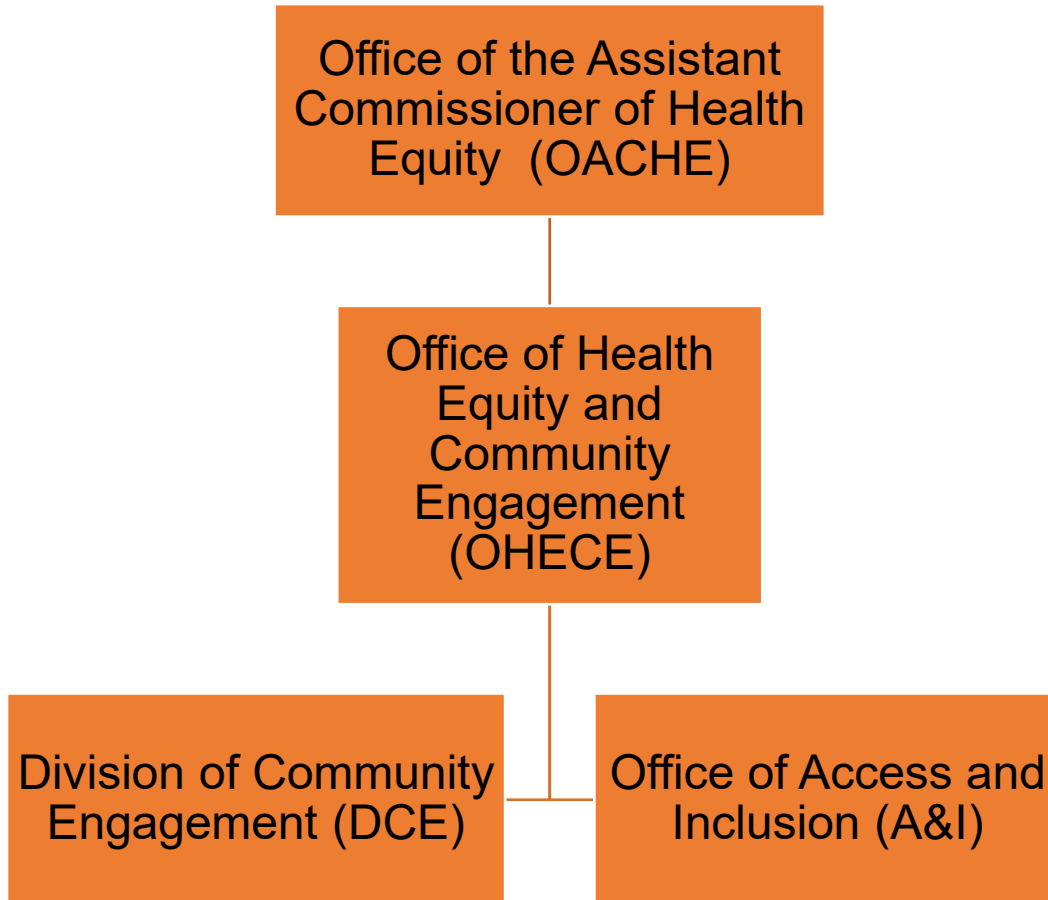 Office of the Assistant
Commissioner of Health
Equity  (OACHE)
Office of Health
Equity and
Community
Engagement
(OHECE)
Division of Community
Engagement (DCE)
Office of Access and
Inclusion (A&I)